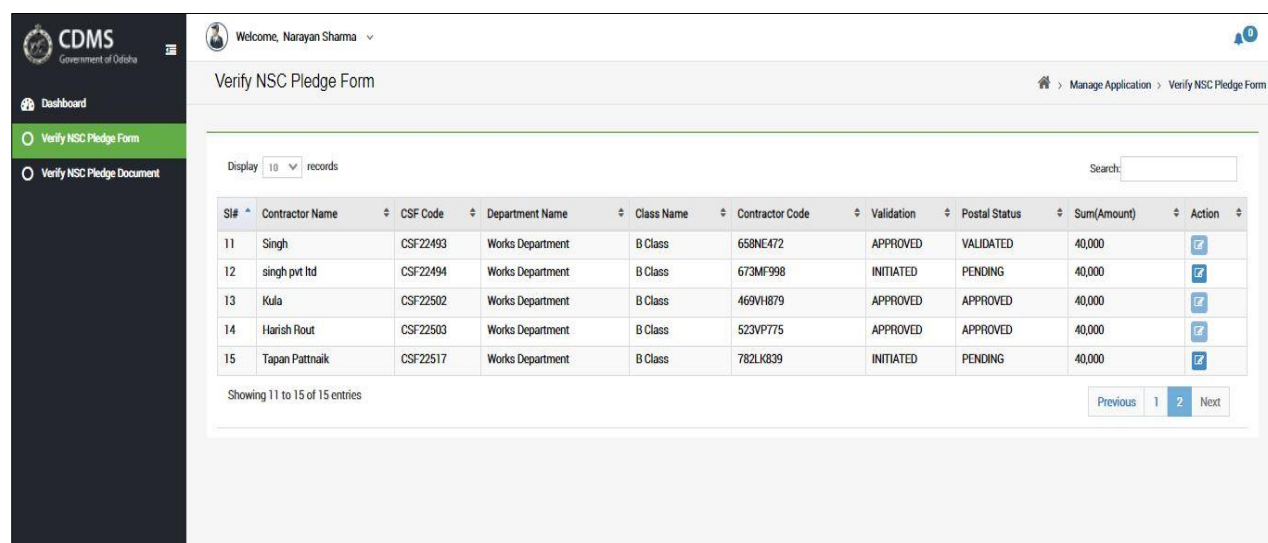 CDMS
Government of Odisha
Welcome, Narayan Sharma
0
Dashboard
Verify NSC Pledge Form
Verify NSC Pledge Document
Verify NSC Pledge Form
Manage Application > Verify NSC Pledge Form
Display 10 records
Search:
Sl# Contractor Name CSF Code Department Name Class Name Contractor Code Validation Postal Status Sum(Amount) Action
11 Singh CSF22493 Works Department B Class 658NE472 APPROVED VALIDATED 40,000
12 singh pvt ltd CSF22494 Works Department B Class 673MF998 INITIATED PENDING 40,000
13 Kula CSF22502 Works Department B Class 469VH879 APPROVED APPROVED 40,000
14 Harish Rout CSF22503 Works Department B Class 523VP775 APPROVED APPROVED 40,000
15 Tapan Pattnaik CSF22517 Works Department B Class 782LK839 INITIATED PENDING 40,000
Showing 11 to 15 of 15 entries
Previous 1 2 Next